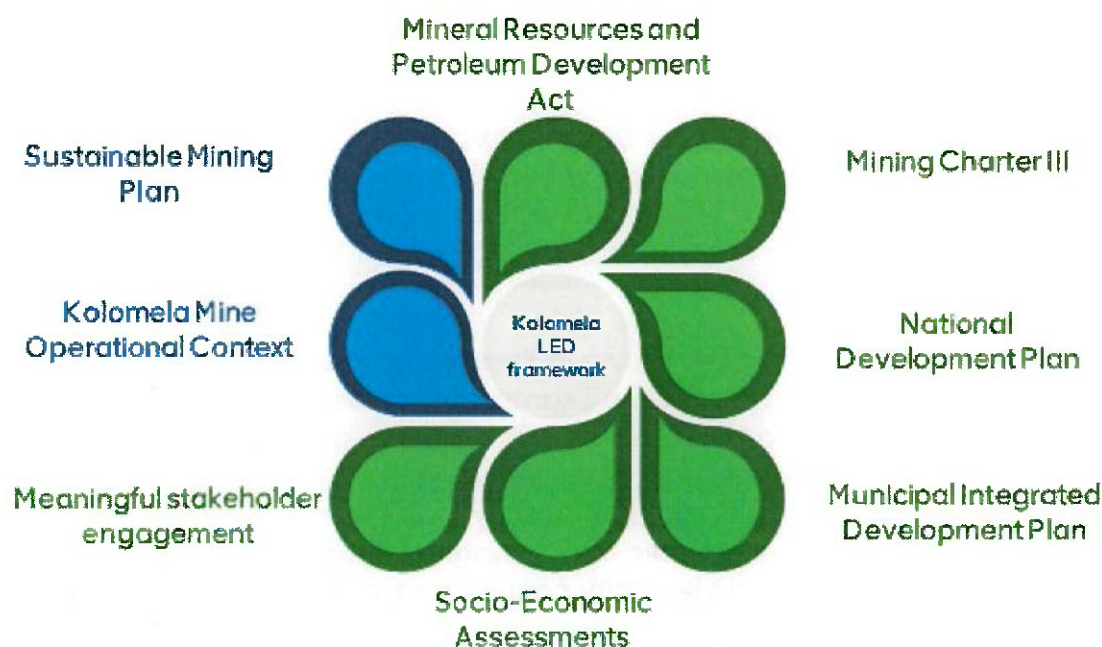 Mineral Resources and
Petroleum Development
Act
Sustainable Mining
Plan
Mining Charter III
Kolomela Mine
Operational Context
Kolomela
LED
framework
National
Development Plan
Meaningful stakeholder
engagement
Municipal Integrated
Development Plan
Socio-Economic
Assessments